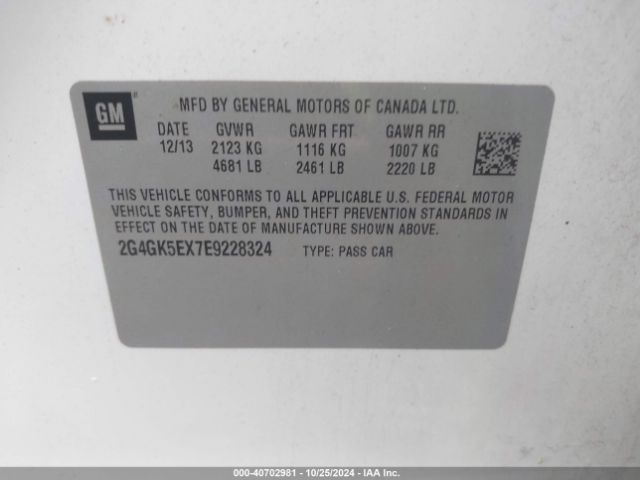 GM
MFD BY GENERAL MOTORS OF CANADA LTD.
DATE GVWR GAWR FRT GAWR RR
12/13 2123 KG 1116 KG 1007 KG
4681 LB 2461 LB 2220 LB
THIS VEHICLE CONFORMS TO ALL APPLICABLE U.S. FEDERAL MOTOR
VEHICLE SAFETY, BUMPER, AND THEFT PREVENTION STANDARDS IN
EFFECT ON THE DATE OF MANUFACTURE SHOWN ABOVE.
2G4GK5EX7E9228324 TYPE: PASS CAR
000-40702981 - 10/25/2024 - IAA Inc.